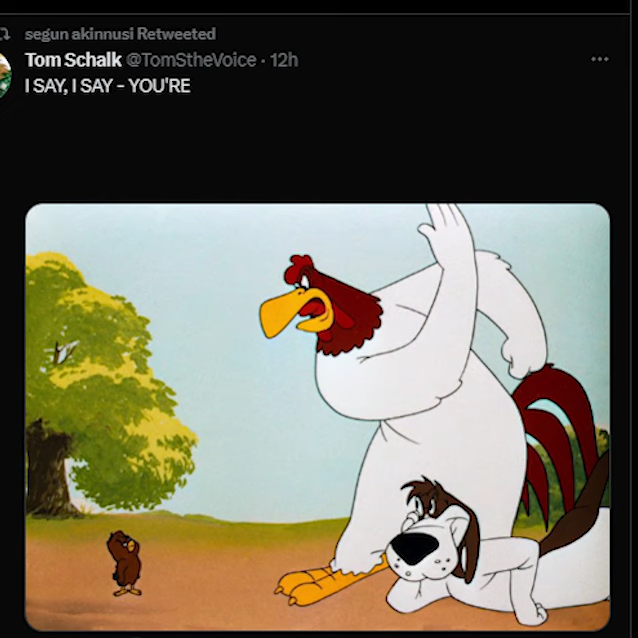 segun akinnusi Retweeted
Tom Schalk @TomStheVoice · 12h
I SAY, I SAY - YOU'RE